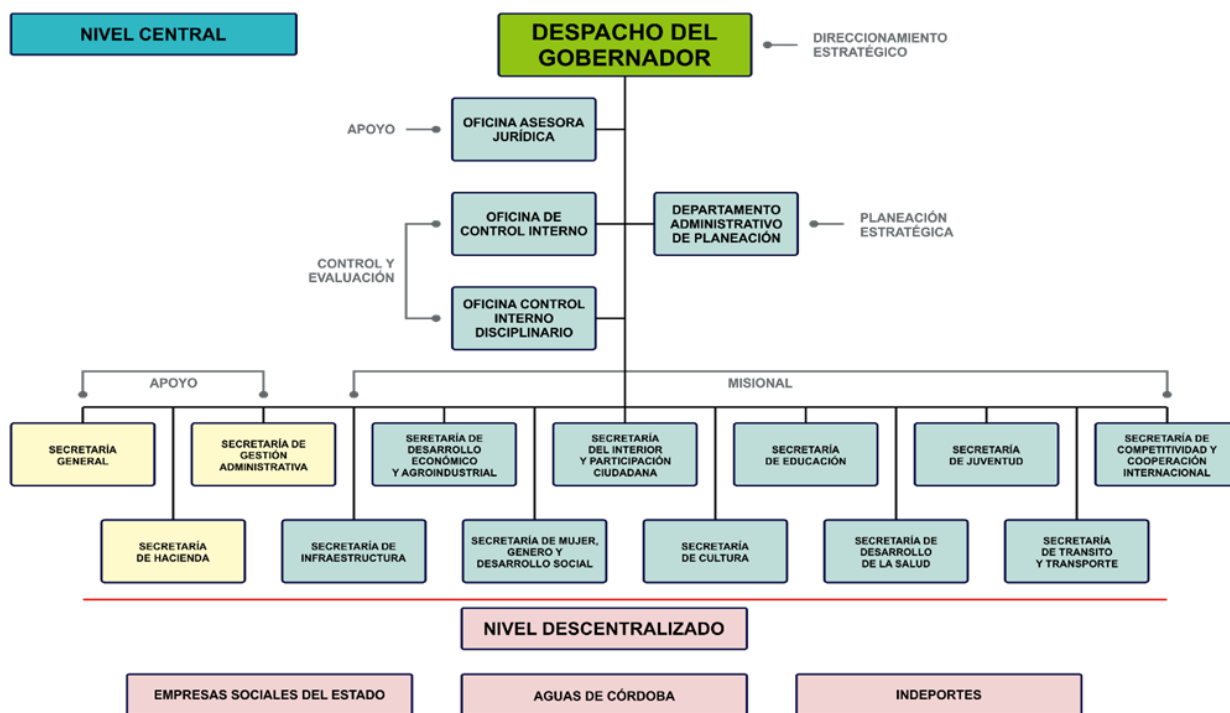 NIVEL CENTRAL
DESPACHO DEL
GOBERNADOR
DIRECCIONAMIENTO
ESTRATÉGICO
APOYO
OFICINA ASESORA
JURÍDICA
OFICINA DE
CONTROL INTERNO
DEPARTAMENTO
ADMINISTRATIVO
DE PLANEACIÓN
PLANEACIÓN
ESTRATÉGICA
CONTROL Y
EVALUACIÓN
OFICINA CONTROL
INTERNO
DISCIPLINARIO
APOYO
MISIONAL
SECRETARÍA
GENERAL
SECRETARÍA DE
GESTIÓN
ADMINISTRATIVA
SERETARÍA DE
DESARROLLO
ECONÓMICO
Y AGROINDUSTRIAL
SECRETARÍA
DEL INTERIOR
Y PARTICIPACIÓN
CIUDADANA
SECRETARÍA
DE EDUCACIÓN
SECRETARÍA
DE JUVENTUD
SECRETARÍA DE
COMPETITIVIDAD Y
COOPERACIÓN
INTERNACIONAL
SECRETARÍA
DE HACIENDA
SECRETARÍA DE
INFRAESTRUCTURA
SECRETARÍA DE MUJER,
GENERO Y
DESARROLLO SOCIAL
SECRETARÍA
DE CULTURA
SECRETARÍA DE
DESARROLLO
DE LA SALUD
SECRETARÍA
DE TRANSITO
Y TRANSPORTE
NIVEL DESCENTRALIZADO
EMPRESAS SOCIALES DEL ESTADO
AGUAS DE CÓRDOBA
INDEPORTES